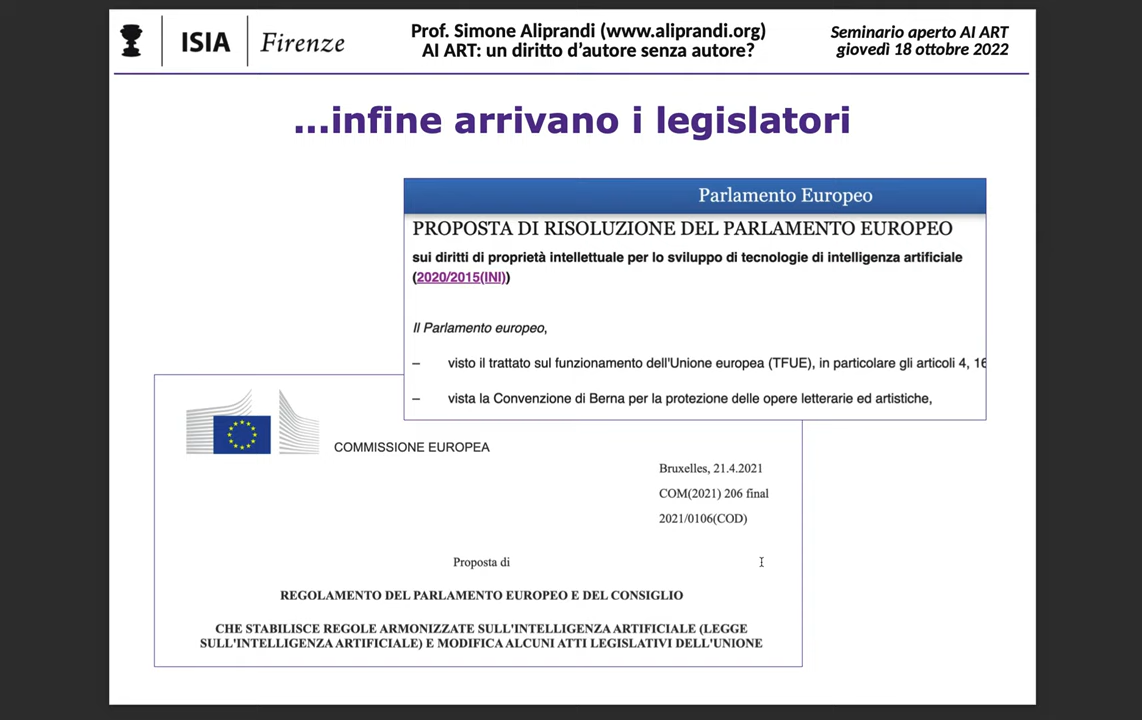 ISIA Firenze
Prof. Simone Aliprandi (www.aliprandi.org)
AI ART: un diritto d'autore senza autore?
Seminario aperto AI ART
giovedì 18 ottobre 2022
...infine arrivano i legislatori
Parlamento Europeo
PROPOSTA DI RISOLUZIONE DEL PARLAMENTO EUROPEO
sui diritti di proprietà intellettuale per lo sviluppo di tecnologie di intelligenza artificiale
(2020/2015(INI))
Il Parlamento europeo,
– visto il trattato sul funzionamento dell'Unione europea (TFUE), in particolare gli articoli 4, 16
– vista la Convenzione di Berna per la protezione delle opere letterarie ed artistiche,
COMMISSIONE EUROPEA
Bruxelles, 21.4.2021
COM(2021) 206 final
2021/0106(COD)
Proposta di
REGOLAMENTO DEL PARLAMENTO EUROPEO E DEL CONSIGLIO
CHE STABILISCE REGOLE ARMONIZZATE SULL'INTELLIGENZA ARTIFICIALE (LEGGE
SULL'INTELLIGENZA ARTIFICIALE) E MODIFICA ALCUNI ATTI LEGISLATIVI DELL'UNIONE